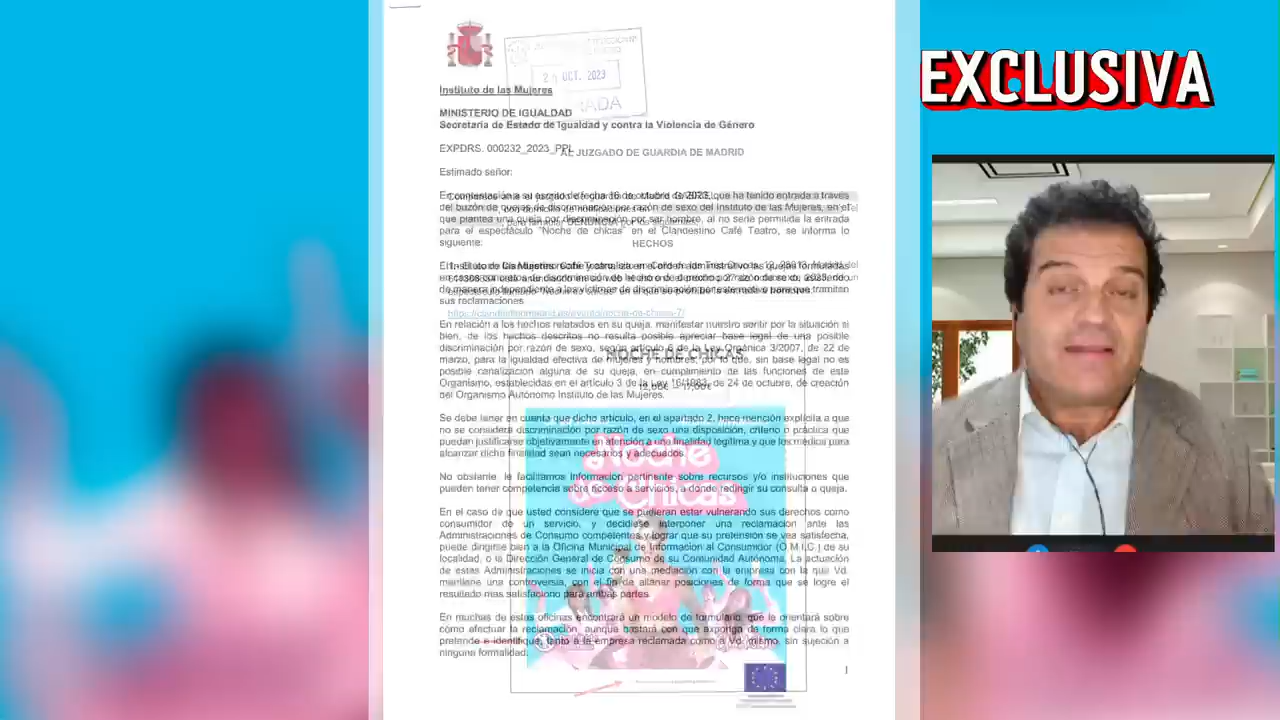 EXCLUSIVA
2 OCT. 2023
Instituto de las Mujeres
MINISTERIO DE IGUALDAD
Secretaría de Estado de Igualdad y contra la Violencia de Género
EXPDRS. 000232_2023_PPL
AL JUZGADO DE GUARDIA DE MADRID
Estimado señor:
del buzón de quejas de discriminación por razón de sexo del Instituto de las Mujeres, en el
que plantea una queja por discriminación por ser hombre, al no serle permitida la entrada
para el espectáculo "Noche de chicas" en el Clandestino Café Teatro, se informa lo
siguiente:
HECHOS
sus reclamaciones
En relación a los hechos relatados en su queja, manifestar nuestro sentir por la situación si
bien, de los hechos descritos no resulta posible apreciar base legal de una posible
discriminación por razón de sexo, según artículo 6 de la Ley Orgánica 3/2007, de 22 de
marzo, para la igualdad efectiva de mujeres y hombres, por lo que, sin base legal no es
NOCHE DE CHICAS
posible canalización alguna de su queja, en cumplimiento de las funciones de este
Organismo, establecidas en el artículo 3 de la Ley 16/1983, de 24 de octubre, de creación
del Organismo Autónomo Instituto de las Mujeres.
Se debe tener en cuenta que dicho artículo, en el apartado 2, hace mención explícita a que
no se considera discriminación por razón de sexo una disposición, criterio o práctica que
puedan justificarse objetivamente en atención a una finalidad legítima y que los medios para
alcanzar dicha finalidad sean necesarios y adecuados.
Noche
de Chicas
No obstante, le facilitamos información pertinente sobre recursos y/o instituciones que
pueden tener competencia sobre acceso a servicios, a donde redirigir su consulta o queja.
En el caso de que usted considere que se pudieran estar vulnerando sus derechos como
consumidor de un servicio, y decidiese interponer una reclamación ante las
Administraciones de Consumo competentes y lograr que su pretensión se vea satisfecha,
puede dirigirse bien a la Oficina Municipal de Información al Consumidor (O.M.I.C.) de su
localidad, o la Dirección General de Consumo de su Comunidad Autónoma. La actuación
de estas Administraciones se inicia con una mediación con la empresa con la que Vd.
mantiene una controversia, con el fin de allanar posiciones de forma que se logre el
resultado más satisfactorio para ambas partes.
En muchas de estas oficinas encontrará un modelo de formulario, que le orientará sobre
cómo efectuar la reclamación, aunque bastará con que exponga de forma clara lo que
pretende e identifique, tanto a la empresa reclamada como a Vd. mismo, sin sujeción a
ninguna formalidad.